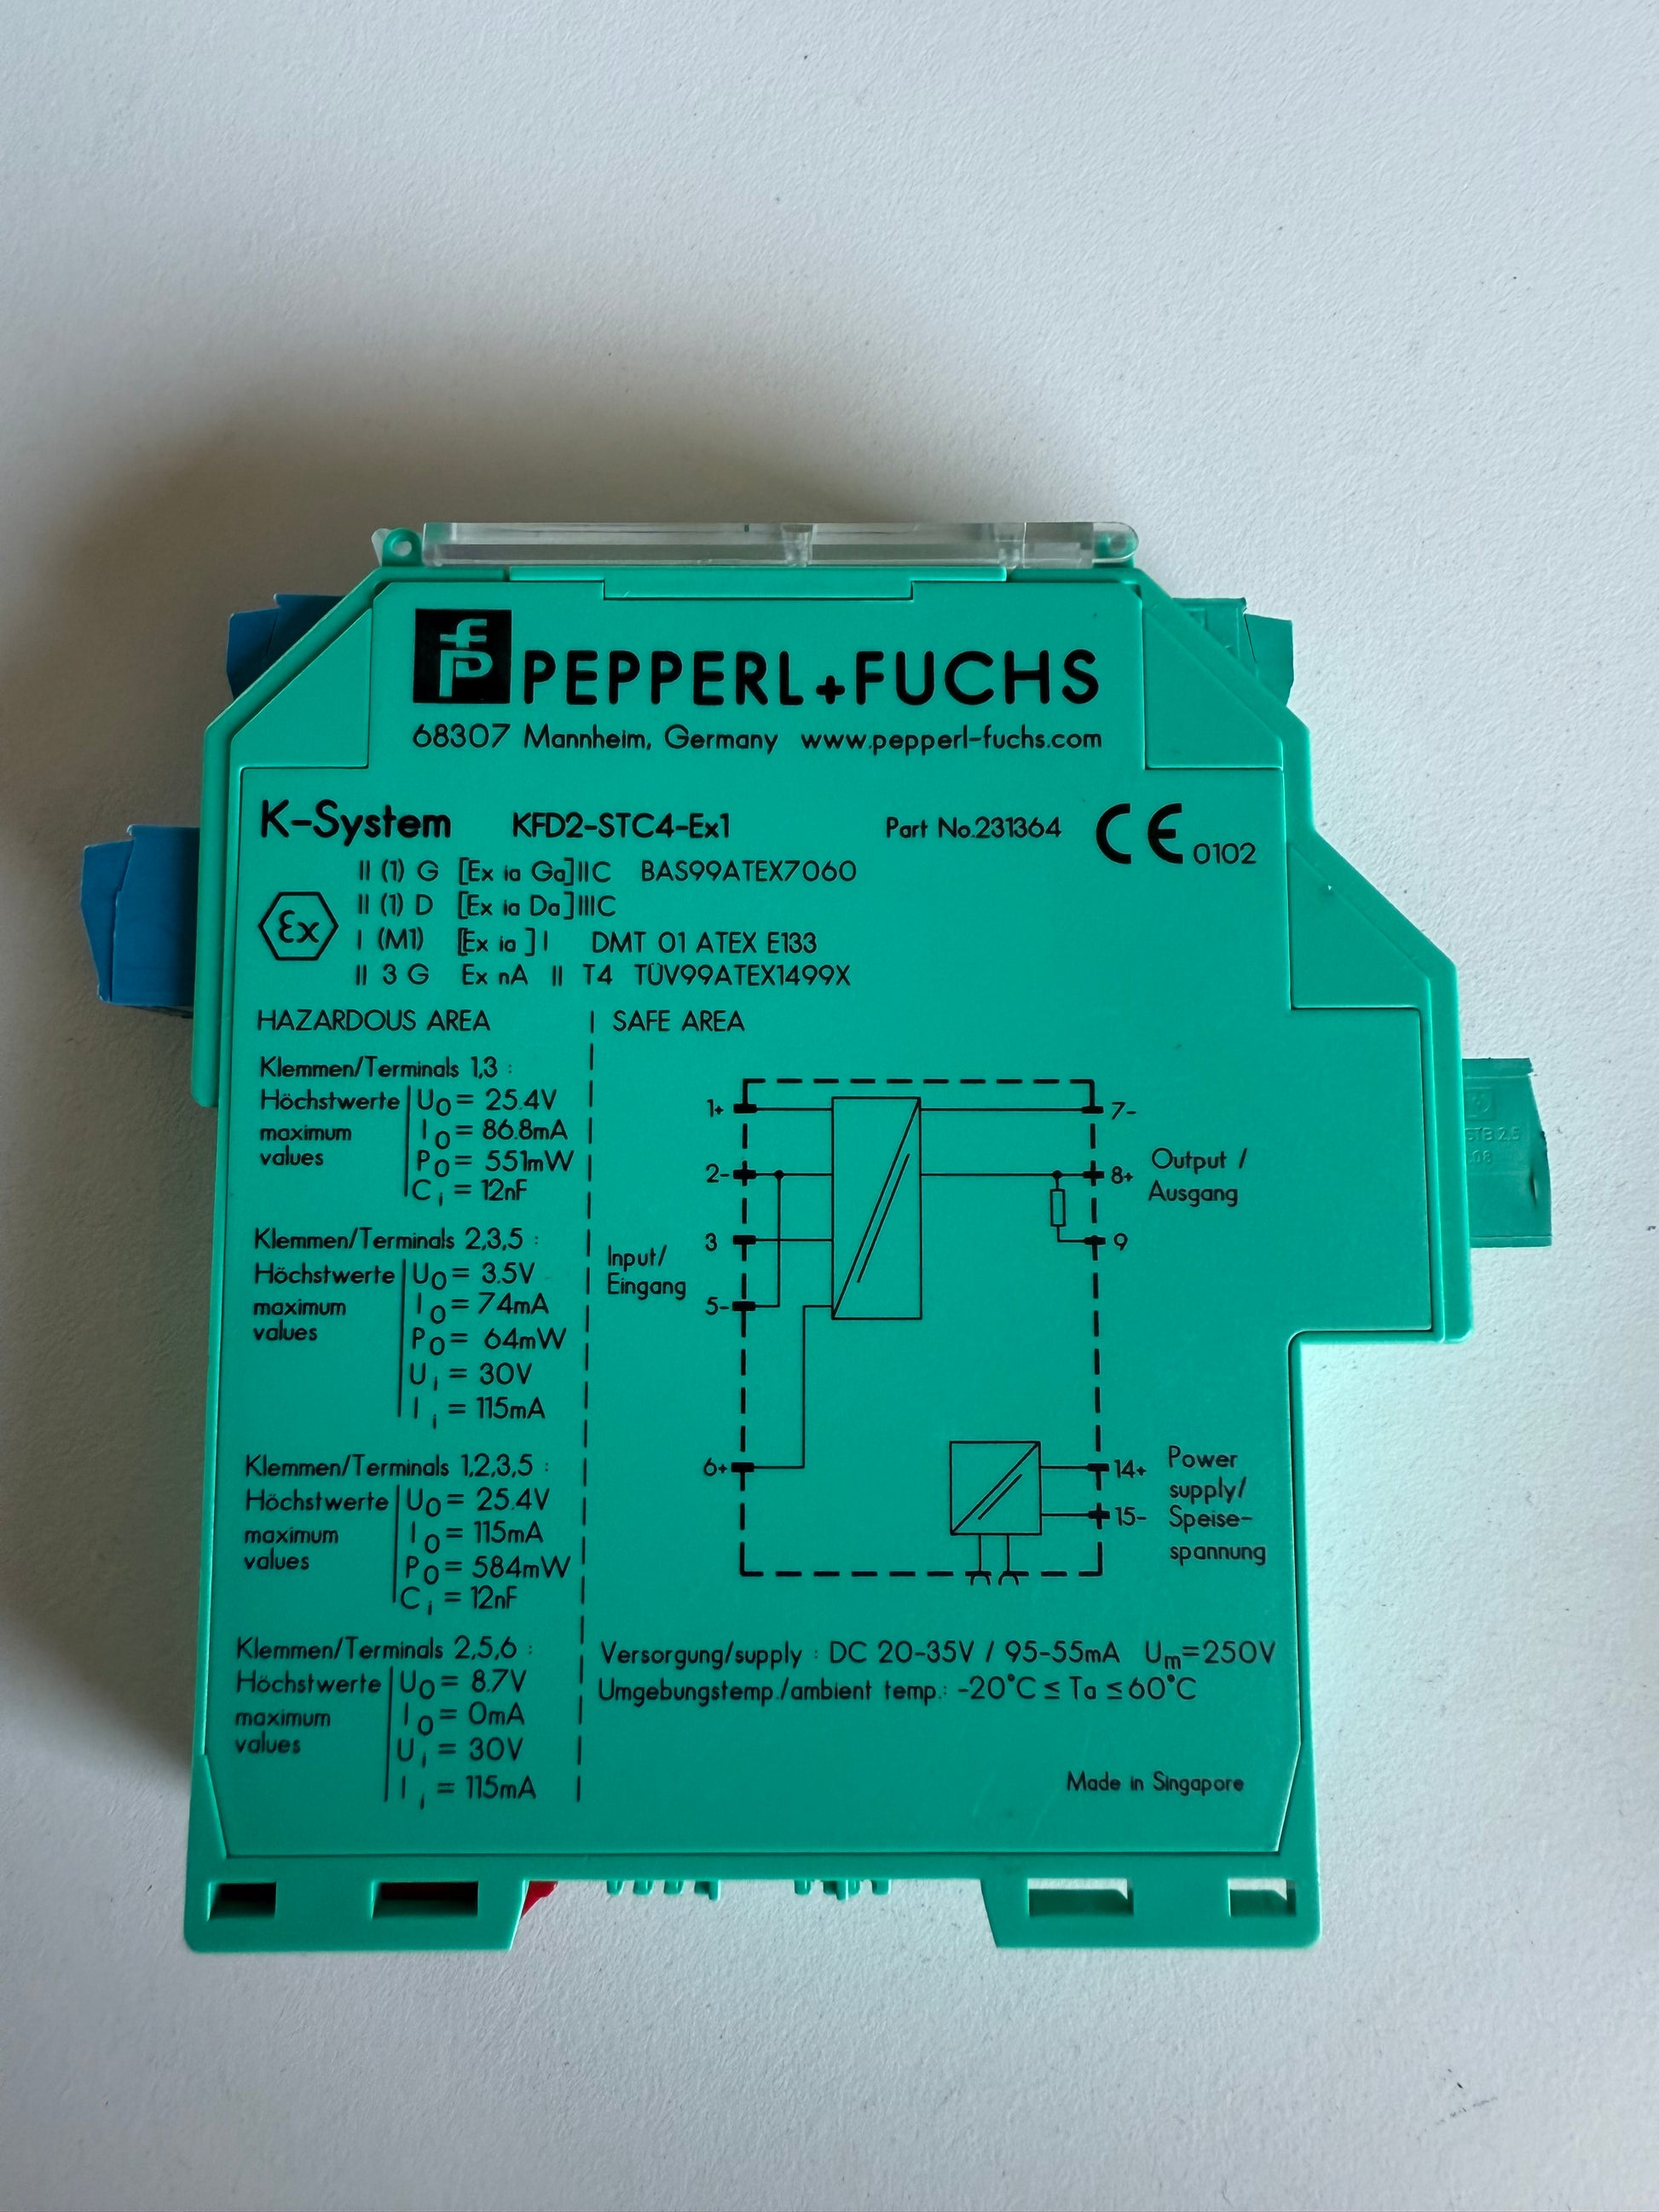 PEPPERL+FUCHS
68307 Mannheim, Germany www.pepperl-fuchs.com
K-System KFD2-STC4-Ex1 Part No.231364 CE 0102
II (1) G [Ex ia Ga]IIC BAS99ATEX7060
II (1) D [Ex ia Da]IIIC
Ex
I (M1) [Ex ia ] I DMT 01 ATEX E133
II 3 G Ex nA II T4 TÜV99ATEX1499X
HAZARDOUS AREA
Klemmen/Terminals 1,3 :
Höchstwerte U0 = 25.4V
maximum I0 = 86.8mA
values P0 = 551mW
Ci = 12nF
Klemmen/Terminals 2,3,5 :
Höchstwerte U0 = 3.5V
maximum I0 = 74mA
values P0 = 64mW
Ui = 30V
Ii = 115mA
Klemmen/Terminals 1,2,3,5 :
Höchstwerte U0 = 25.4V
maximum I0 = 115mA
values P0 = 584mW
Ci = 12nF
Klemmen/Terminals 2,5,6 :
Höchstwerte U0 = 8.7V
maximum I0 = 0mA
values Ui = 30V
Ii = 115mA
SAFE AREA
1+
2-
3
5-
6+
Input/
Eingang
7-
8+
9
Output /
Ausgang
14+
15-
Power
supply/
Speise-
spannung
Versorgung/supply : DC 20-35V / 95-55mA Um=250V
Umgebungstemp./ambient temp.: -20°C ≤ Ta ≤ 60°C
Made in Singapore